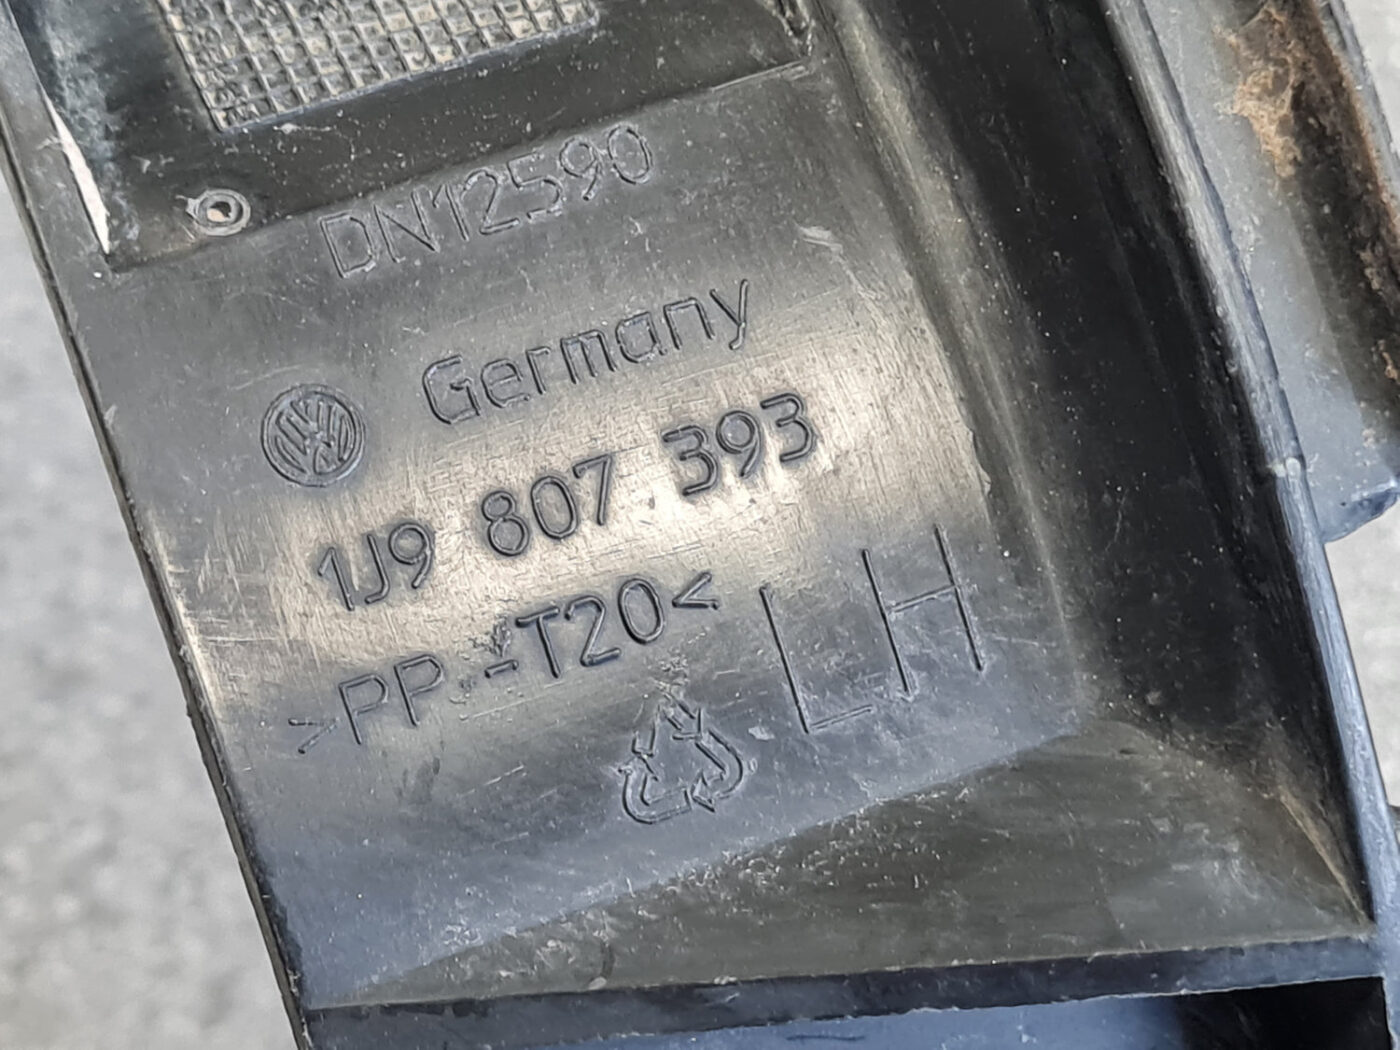 DN12590
Germany
1J9 807 393
>PP -T20<
LH